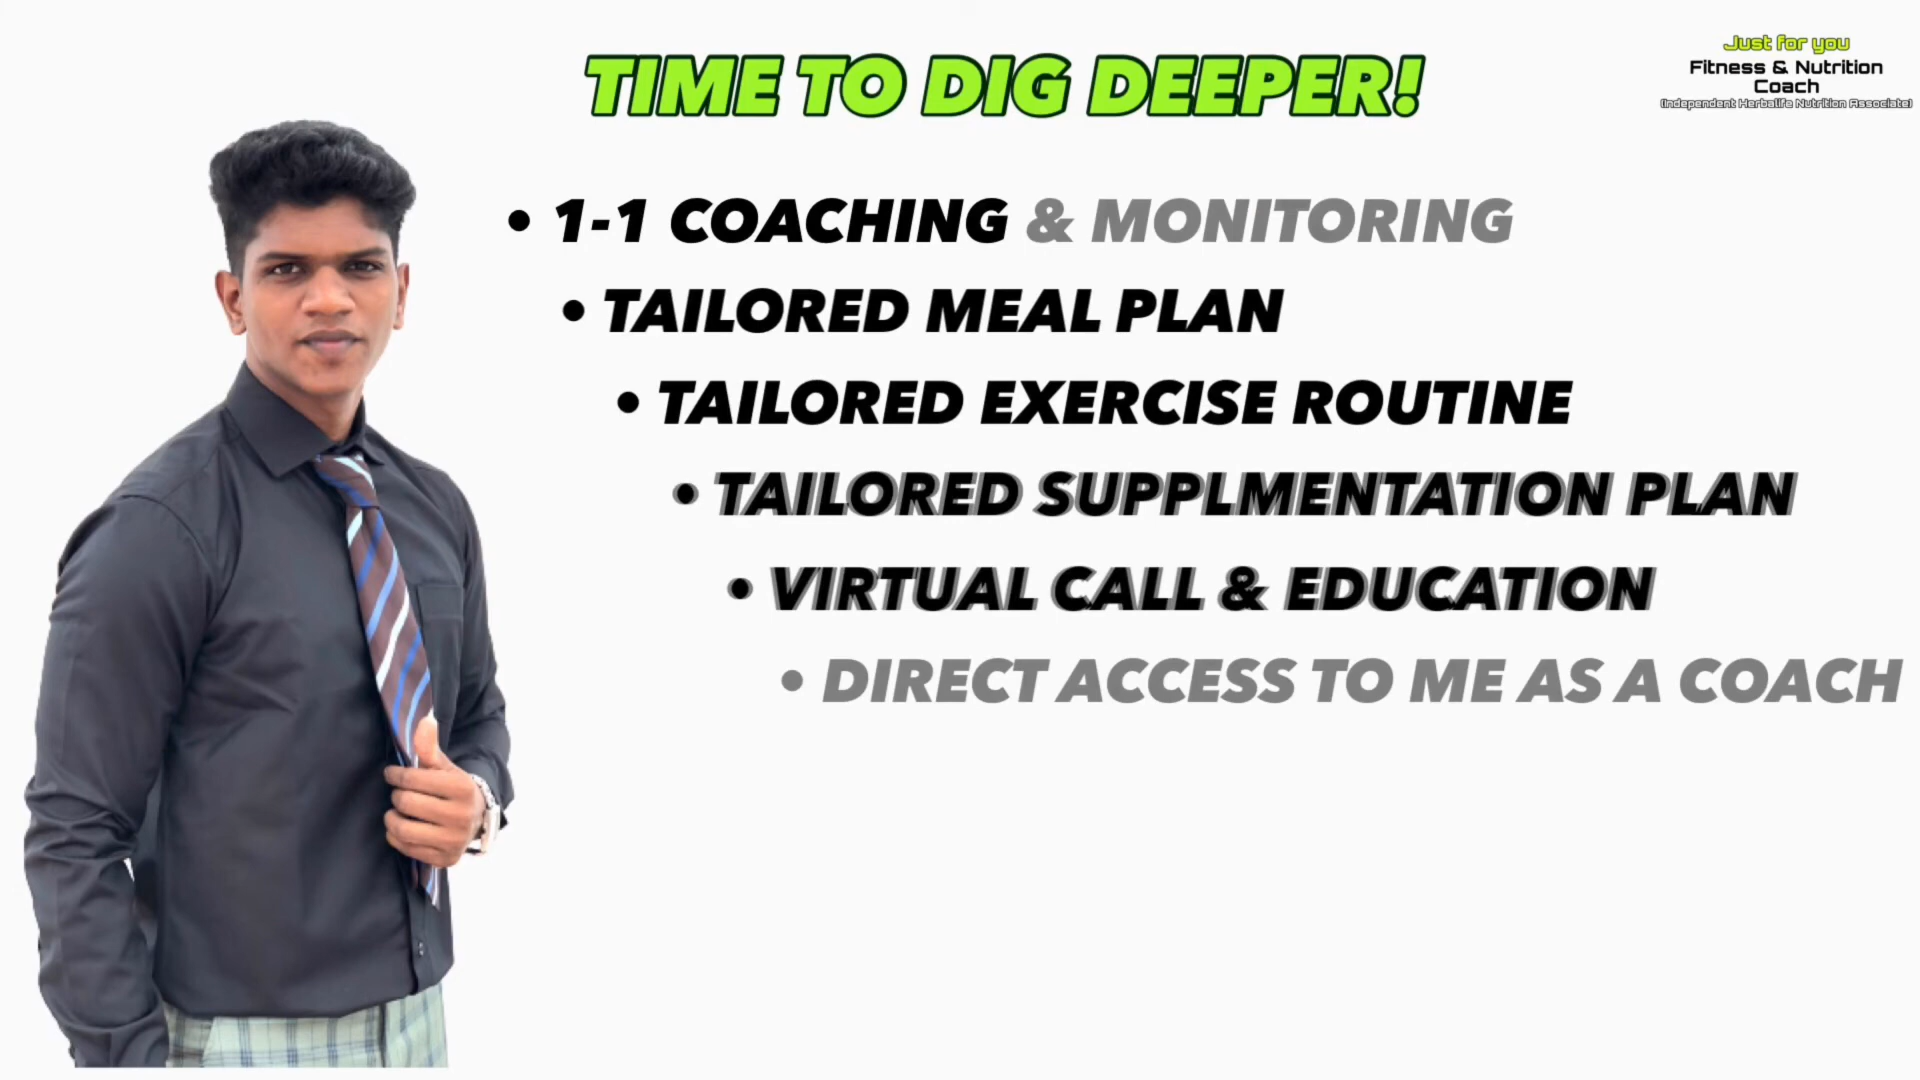 TIME TO DIG DEEPER!
Just for you
Fitness & Nutrition
Coach
(Independent Herbalife Nutrition Associate)
• 1-1 COACHING & MONITORING
• TAILORED MEAL PLAN
• TAILORED EXERCISE ROUTINE
• TAILORED SUPPLMENTATION PLAN
• VIRTUAL CALL & EDUCATION
• DIRECT ACCESS TO ME AS A COACH